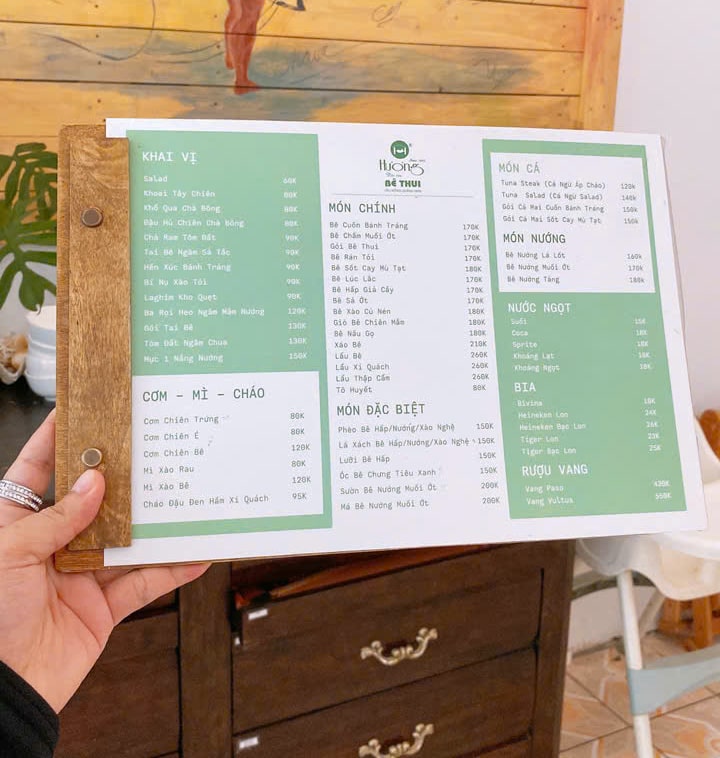 KHAI VỊ
Salad 60K
Khoai Tây Chiên 80K
Khổ Qua Chà Bông 80K
Đậu Hủ Chiên Chà Bông 80K
Chả Ram Tôm Đất 90K
Tai Bê Ngâm Sả Tắc 90K
Hến Xúc Bánh Tráng 90K
Bí Nụ Xào Tỏi 90K
Laghim Kho Quẹt 90K
Ba Rọi Heo Ngâm Mắm Nướng 120K
Gỏi Tai Bê 130K
Tôm Đất Ngâm Chua 130K
Mực 1 Nắng Nướng 150K
CƠM - MÌ - CHÁO
Cơm Chiên Trứng 80K
Cơm Chiên É 80K
Cơm Chiên Bê 120K
Mì Xào Rau 80K
Mì Xào Bê 120K
Cháo Đậu Đen Hầm Xí Quách 95K
Hương
BÊ THUI
MÓN CHÍNH
Bê Cuốn Bánh Tráng 170K
Bê Chấm Muối Ớt 170K
Gỏi Bê Thui 170K
Bê Rán Tỏi 170K
Bê Sốt Cay Mù Tạt 180K
Bê Lúc Lắc 170K
Bê Hấp Giả Cầy 170K
Bê Sả Ớt 170K
Bê Xào Củ Nén 180K
Giò Bê Chiên Mắm 180K
Bê Nấu Gọ 180K
Xáo Bê 210K
Lẩu Bê 260K
Lẩu Xí Quách 260K
Lẩu Thập Cẩm 260K
Tô Huyết 80K
MÓN ĐẶC BIỆT
Phèo Bê Hấp/Nướng/Xào Nghệ 150K
Lá Xách Bê Hấp/Nướng/Xào Nghệ 150K
Lưỡi Bê Hấp 150K
Óc Bê Chưng Tiêu Xanh 150K
Sườn Bê Nướng Muối Ớt 200K
Má Bê Nướng Muối Ớt 200K
MÓN CÁ
Tuna Steak (Cá Ngừ Áp Chảo) 120k
Tuna Salad (Cá Ngừ Salad) 140k
Gỏi Cá Mai Cuốn Bánh Tráng 150k
Gỏi Cá Mai Sốt Cay Mù Tạt 150k
MÓN NƯỚNG
Bê Nướng Lá Lốt 160k
Bê Nướng Muối Ớt 170k
Bê Nướng Tảng 180k
NƯỚC NGỌT
Suối 15K
Coca 18K
Sprite 18K
Khoáng Lạt 18K
Khoáng Ngọt 18K
BIA
Bivina 18K
Heineken Lon 24K
Heineken Bạc Lon 26K
Tiger Lon 23K
Tiger Bạc Lon 25K
RƯỢU VANG
Vang Paso 430K
Vang Vultus 550K